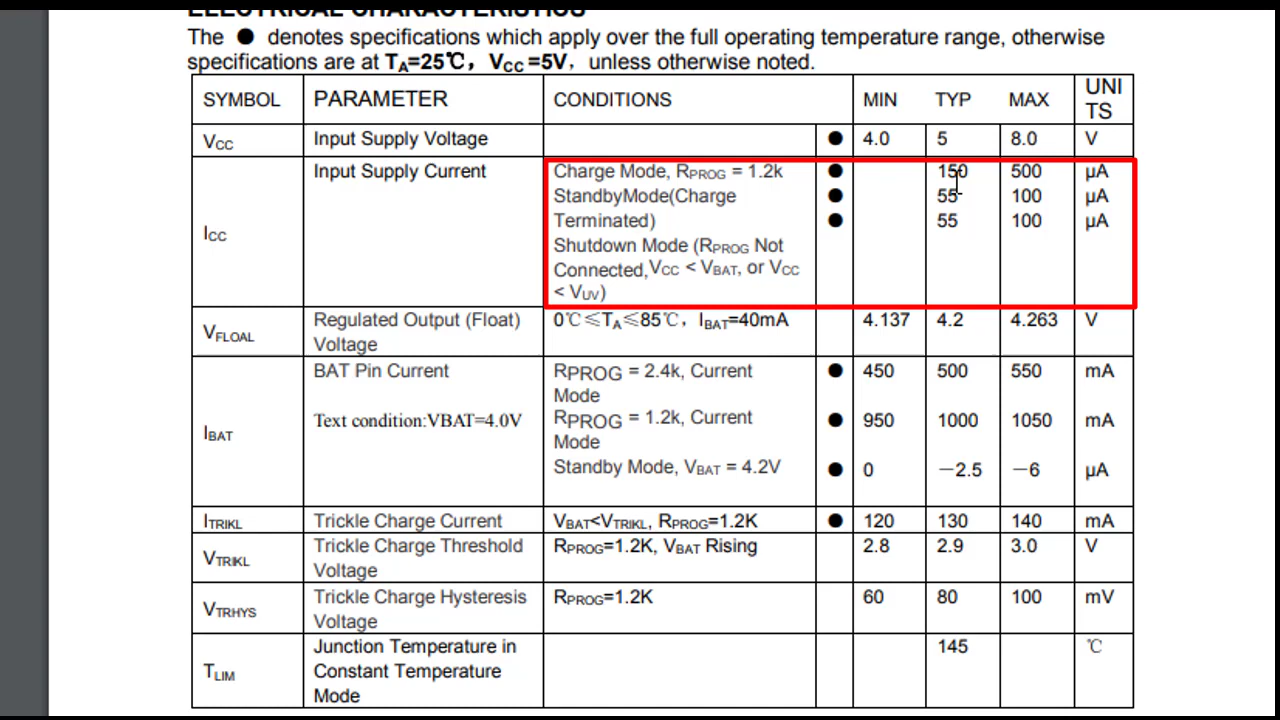 ELECTRICAL CHARACTERISTICS
The ● denotes specifications which apply over the full operating temperature range, otherwise
specifications are at TA=25℃, VCC =5V, unless otherwise noted.
SYMBOL PARAMETER CONDITIONS MIN TYP MAX UNI
TS
VCC Input Supply Voltage ● 4.0 5 8.0 V
ICC Input Supply Current Charge Mode, RPROG = 1.2k ● 150 500 μA
StandbyMode(Charge ● 55 100 μA
Terminated) ● 55 100 μA
Shutdown Mode (RPROG Not
Connected,VCC < VBAT, or VCC
< VUV)
VFLOAL Regulated Output (Float) 0℃≤TA≤85℃, IBAT=40mA 4.137 4.2 4.263 V
Voltage
IBAT BAT Pin Current RPROG = 2.4k, Current ● 450 500 550 mA
Mode
Text condition:VBAT=4.0V RPROG = 1.2k, Current ● 950 1000 1050 mA
Mode
Standby Mode, VBAT = 4.2V ● 0 −2.5 −6 μA
ITRIKL Trickle Charge Current VBAT<VTRIKL, RPROG=1.2K ● 120 130 140 mA
VTRIKL Trickle Charge Threshold RPROG=1.2K, VBAT Rising 2.8 2.9 3.0 V
Voltage
VTRHYS Trickle Charge Hysteresis RPROG=1.2K 60 80 100 mV
Voltage
TLIM Junction Temperature in 145 ℃
Constant Temperature
Mode